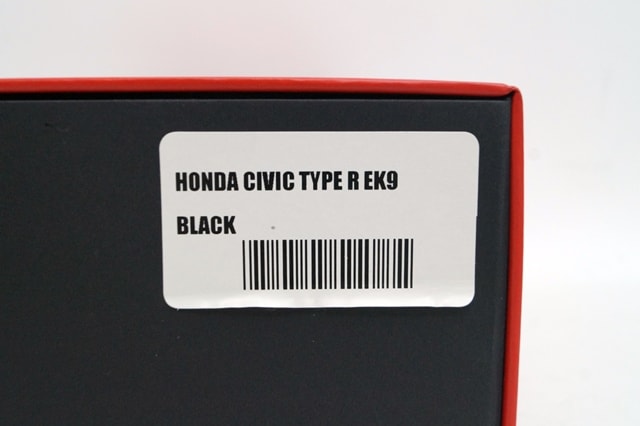 HONDA CIVIC TYPE R EK9
BLACK